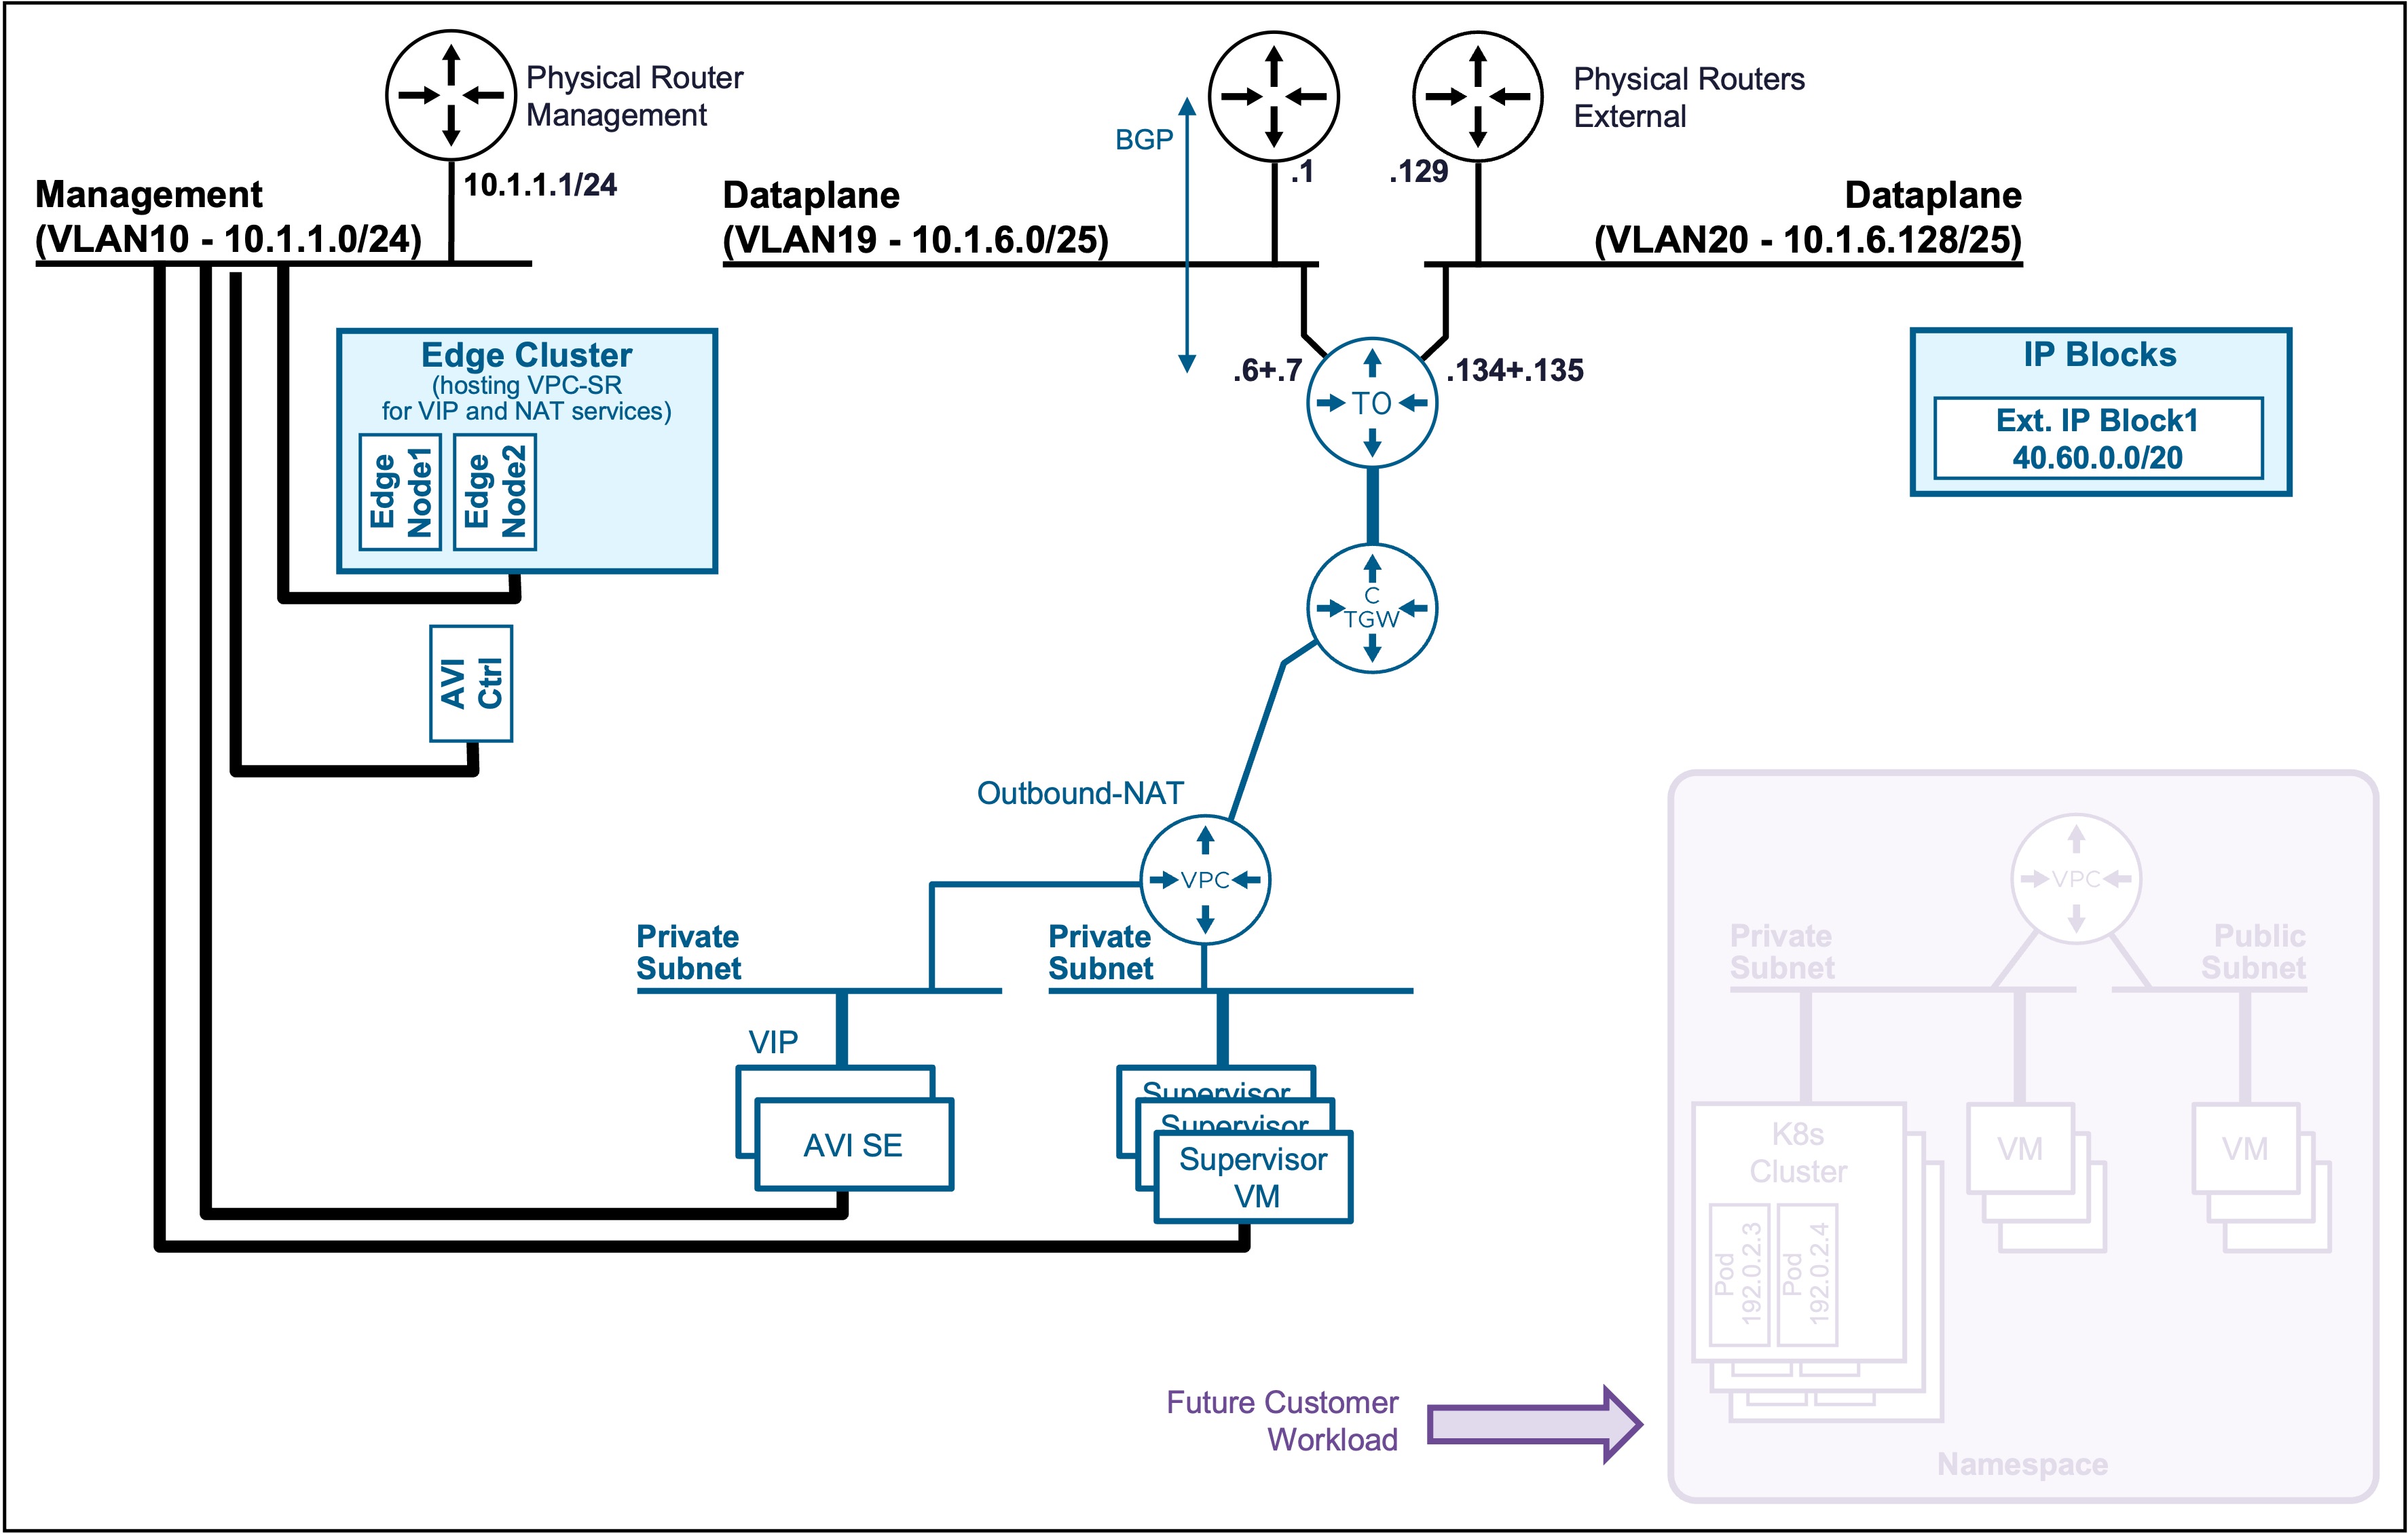 Physical Router
Management
10.1.1.1/24
Management
(VLAN10 - 10.1.1.0/24)
BGP
.1
.129
Physical Routers
External
Dataplane
(VLAN19 - 10.1.6.0/25)
Dataplane
(VLAN20 - 10.1.6.128/25)
.6+.7
.134+.135
TO
Edge Cluster
(hosting VPC-SR
for VIP and NAT services)
Edge
Node1
Edge
Node2
IP Blocks
Ext. IP Block1
40.60.0.0/20
C
TGW
AVI
Ctrl
Outbound-NAT
VPC
Private
Subnet
Private
Subnet
VIP
AVI SE
Supervisor
Supervisor
Supervisor
VM
VPC
Private
Subnet
Public
Subnet
K8s
Cluster
Pod
192.0.2.3
Pod
192.0.2.4
VM
VM
Future Customer
Workload
Namespace